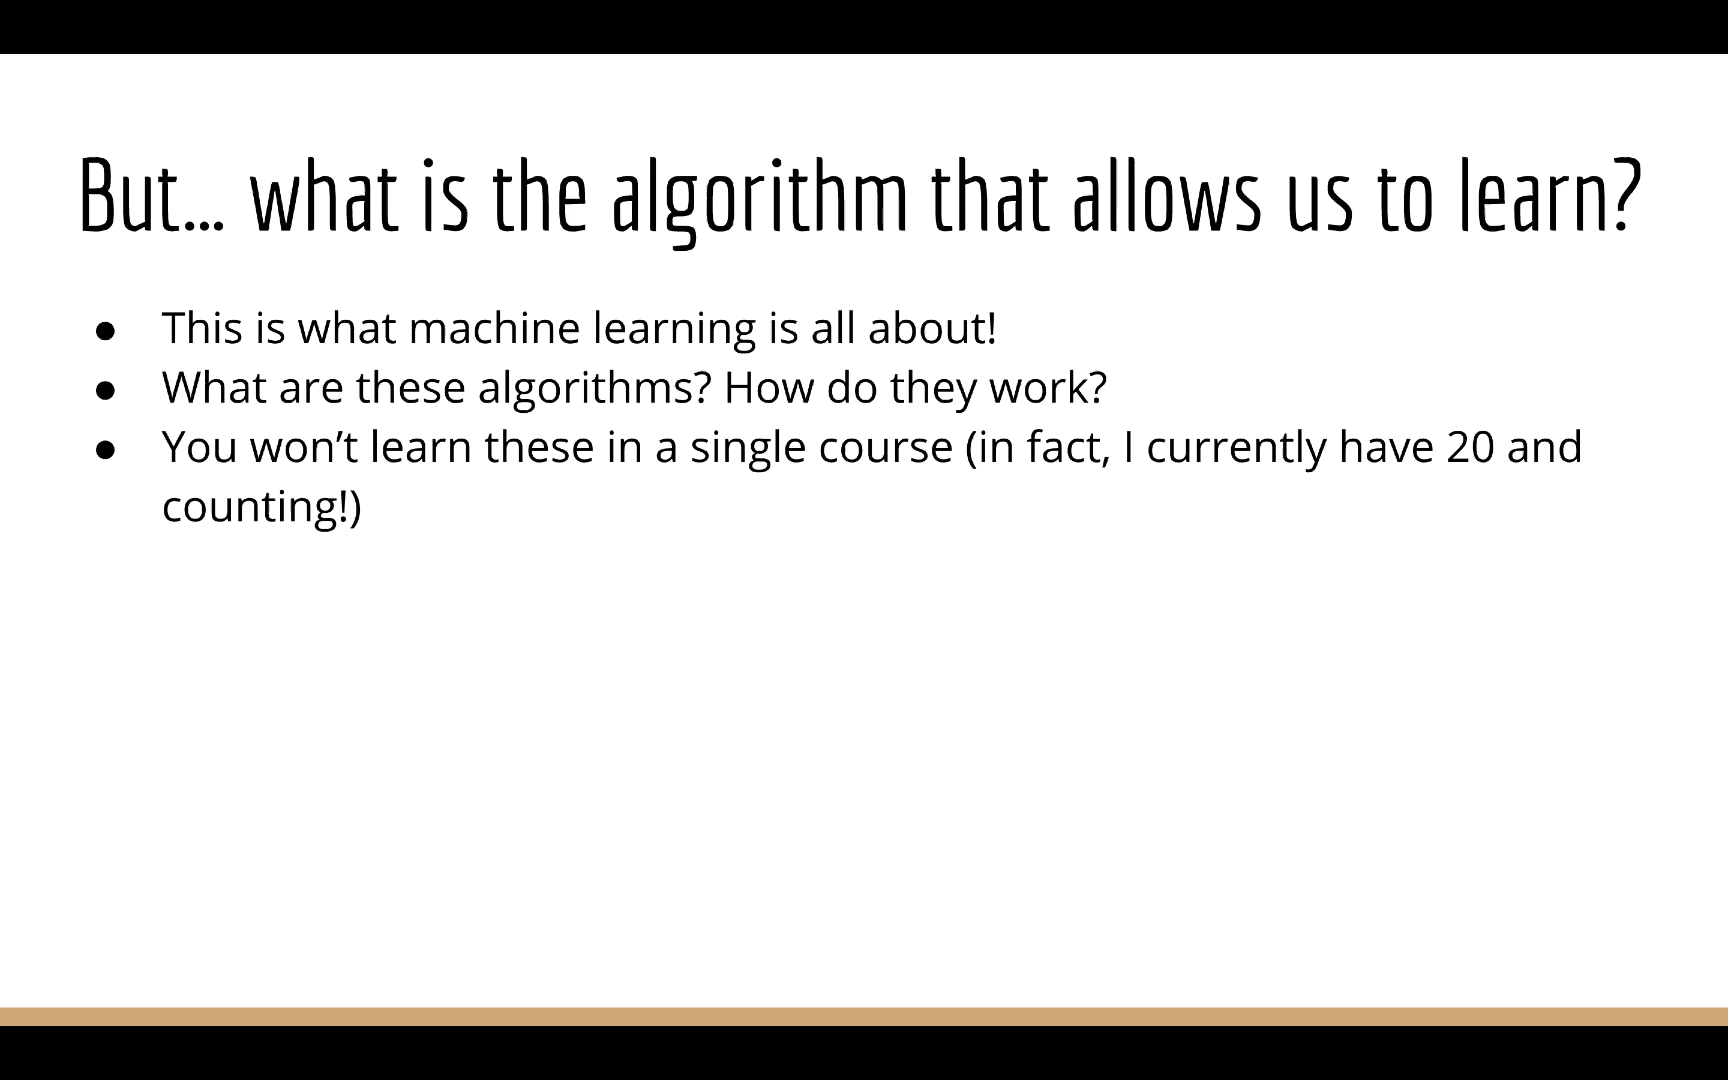 But... what is the algorithm that allows us to learn?
● This is what machine learning is all about!
● What are these algorithms? How do they work?
● You won’t learn these in a single course (in fact, I currently have 20 and
counting!)